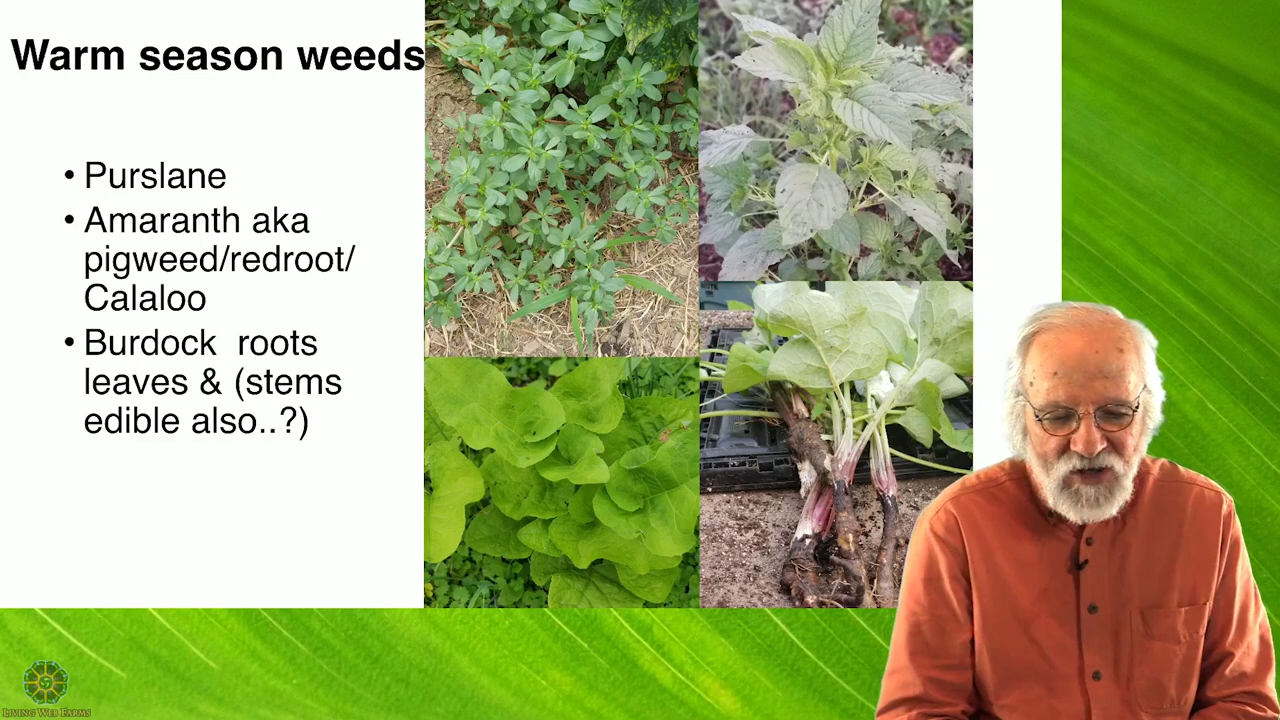 Warm season weeds
• Purslane
• Amaranth aka
pigweed/redroot/
Calaloo
• Burdock  roots
leaves & (stems
edible also..?)
LIVING WEB FARMS